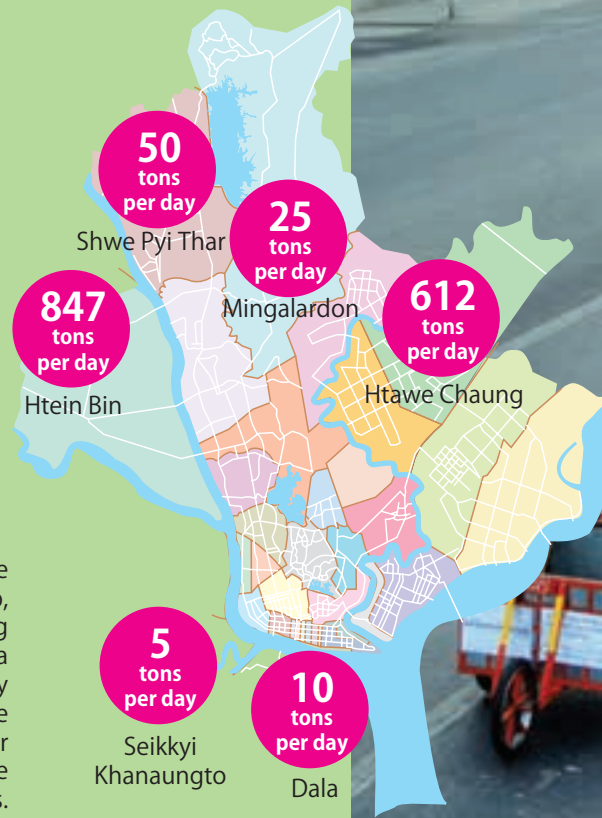 50
tons
per day
Shwe Pyi Thar
25
tons
per day
Mingalardon
847
tons
per day
Htein Bin
612
tons
per day
Htawe Chaung
5
tons
per day
Seikkyi
Khanaungto
10
tons
per day
Dala
e
,
g
a
y
e
r
e
s.